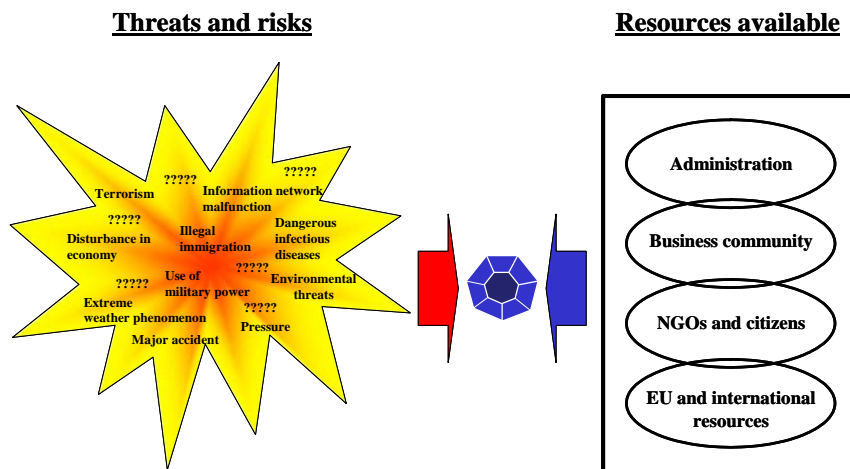 Threats and risks
Resources available
?????
?????
Terrorism
Information network
malfunction
?????
Illegal
immigration
Dangerous
infectious
diseases
Disturbance in
economy
?????
?????
Use of
military power
Environmental
threats
Extreme
weather phenomenon
?????
Pressure
Major accident
Administration
Business community
NGOs and citizens
EU and international
resources